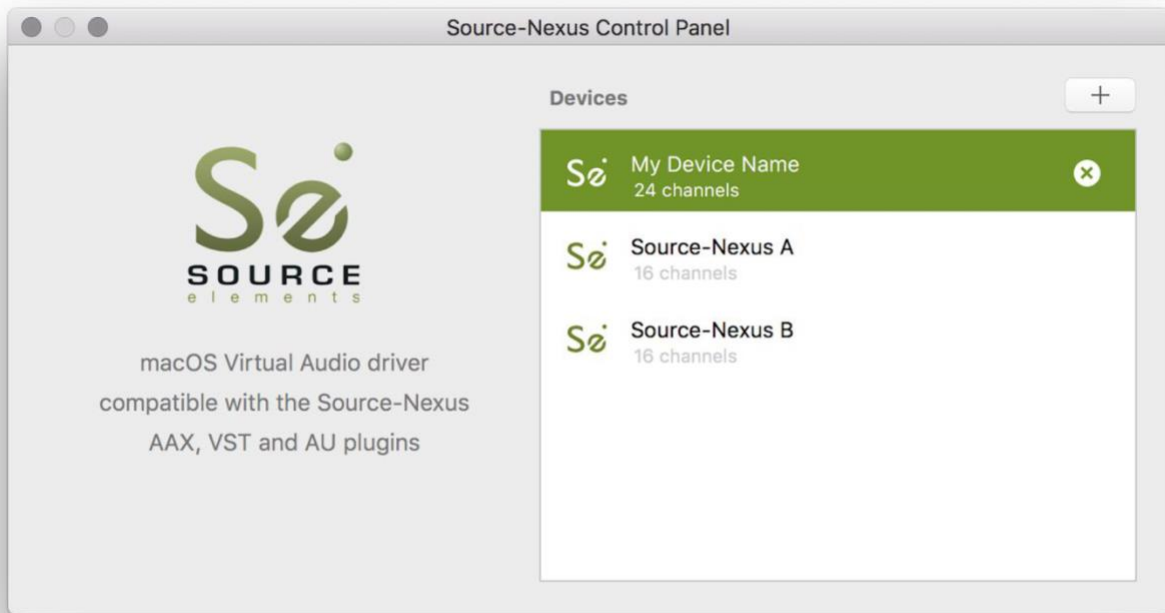 Source-Nexus Control Panel
Se
SOURCE
elements
macOS Virtual Audio driver
compatible with the Source-Nexus
AAX, VST and AU plugins
Devices
+
Se
My Device Name
24 channels
Se
Source-Nexus A
16 channels
Se
Source-Nexus B
16 channels